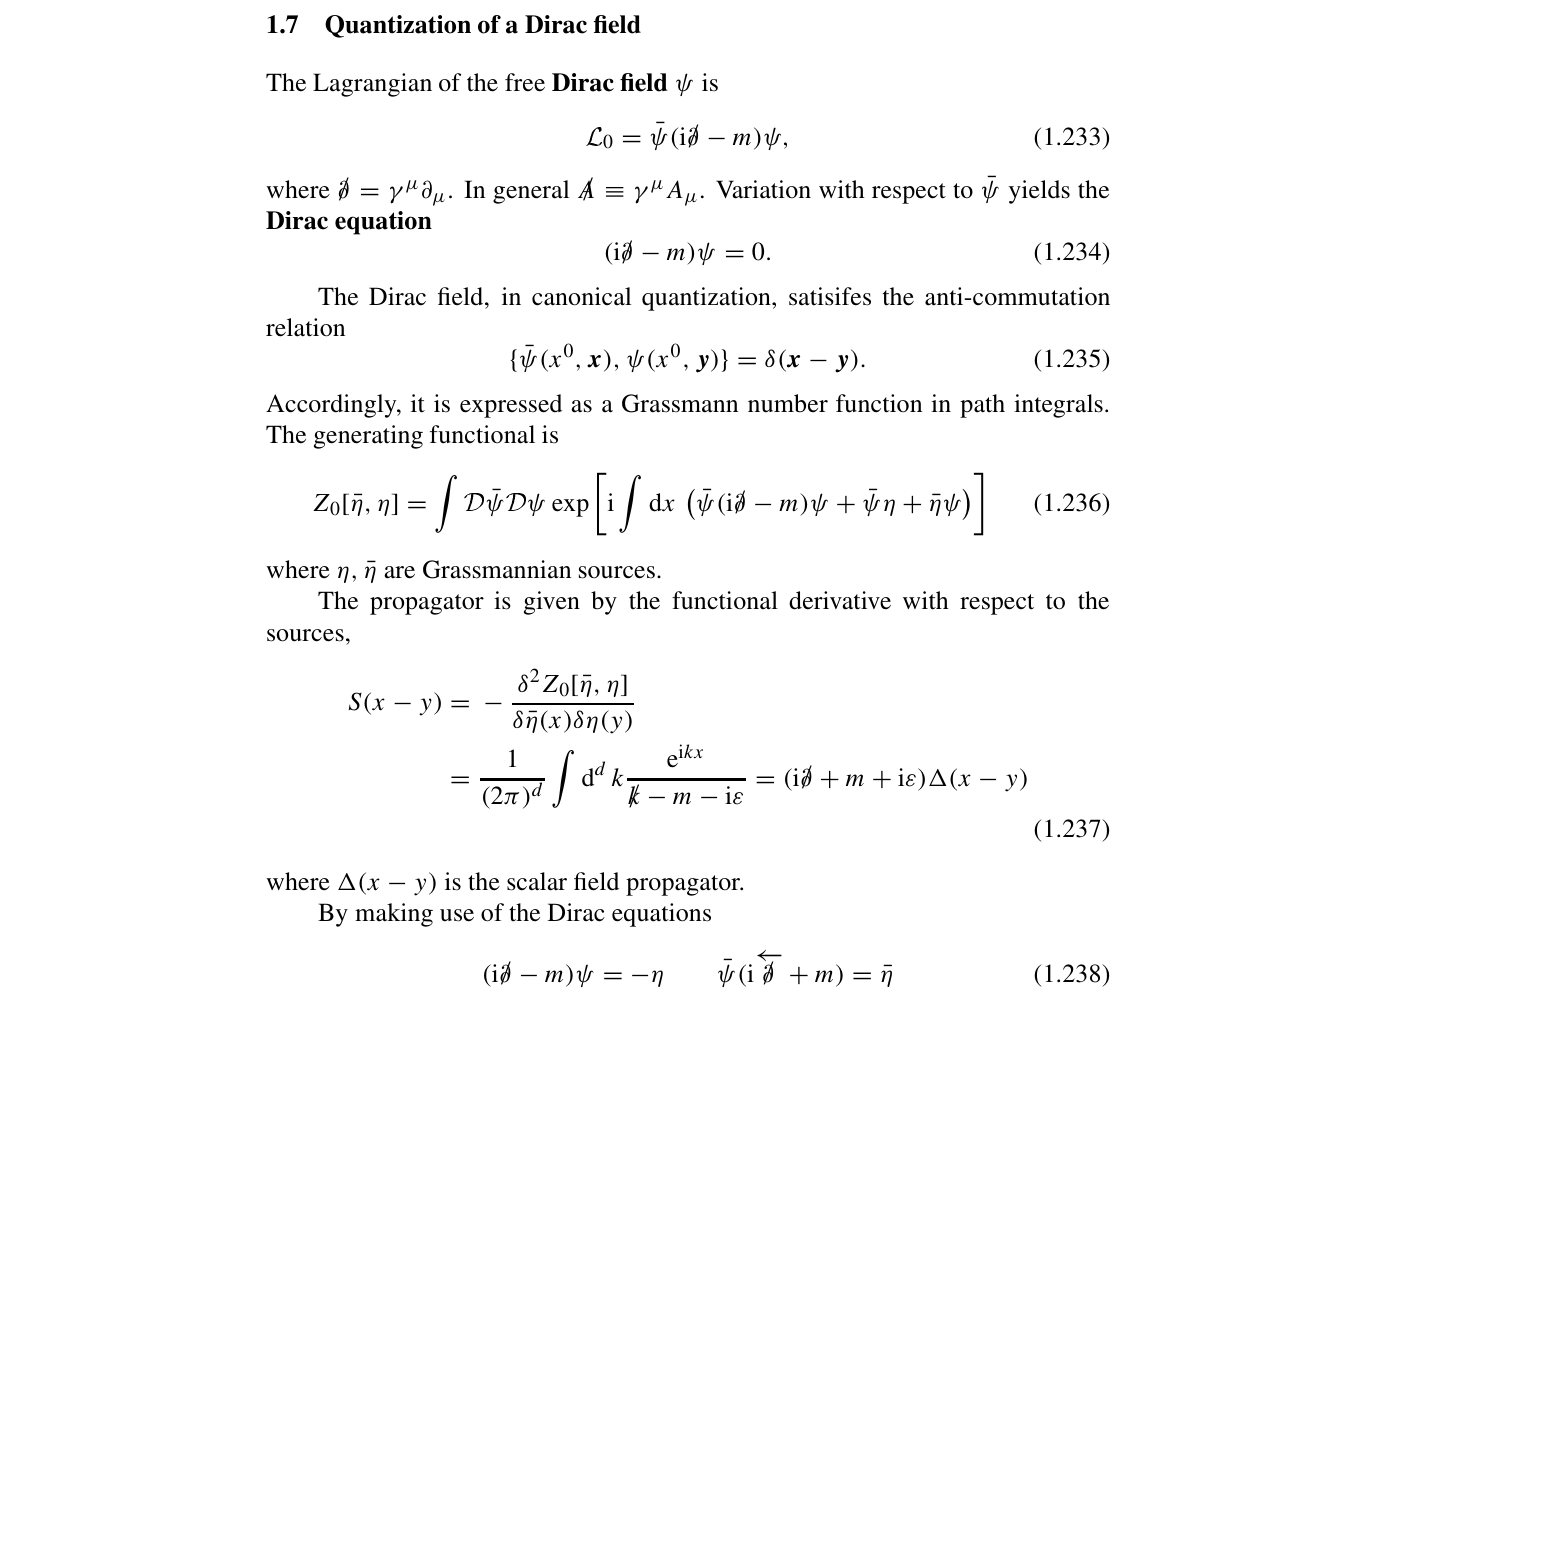 1.7 Quantization of a Dirac field
The Lagrangian of the free Dirac field ψ is
ℒ₀ = ψ̄(i∂̸ − m)ψ, (1.233)
where ∂̸ = γ^μ∂_μ. In general A̸ ≡ γ^μA_μ. Variation with respect to ψ̄ yields the
Dirac equation
(i∂̸ − m)ψ = 0. (1.234)
The Dirac field, in canonical quantization, satisifes the anti-commutation
relation
{ψ̄(x⁰, x), ψ(x⁰, y)} = δ(x − y). (1.235)
Accordingly, it is expressed as a Grassmann number function in path integrals.
The generating functional is
Z₀[η̄, η] = ∫ 𝒟ψ̄𝒟ψ exp[i ∫ dx (ψ̄(i∂̸ − m)ψ + ψ̄η + η̄ψ)] (1.236)
where η, η̄ are Grassmannian sources.
The propagator is given by the functional derivative with respect to the
sources,
S(x − y) = − δ²Z₀[η̄, η] / δη̄(x)δη(y)
= 1/(2π)^d ∫ d^d k e^{ikx} / (k̸ − m − iε) = (i∂̸ + m + iε)Δ(x − y)
(1.237)
where Δ(x − y) is the scalar field propagator.
By making use of the Dirac equations
(i∂̸ − m)ψ = −η ψ̄(i∂̸⃖ + m) = η̄ (1.238)